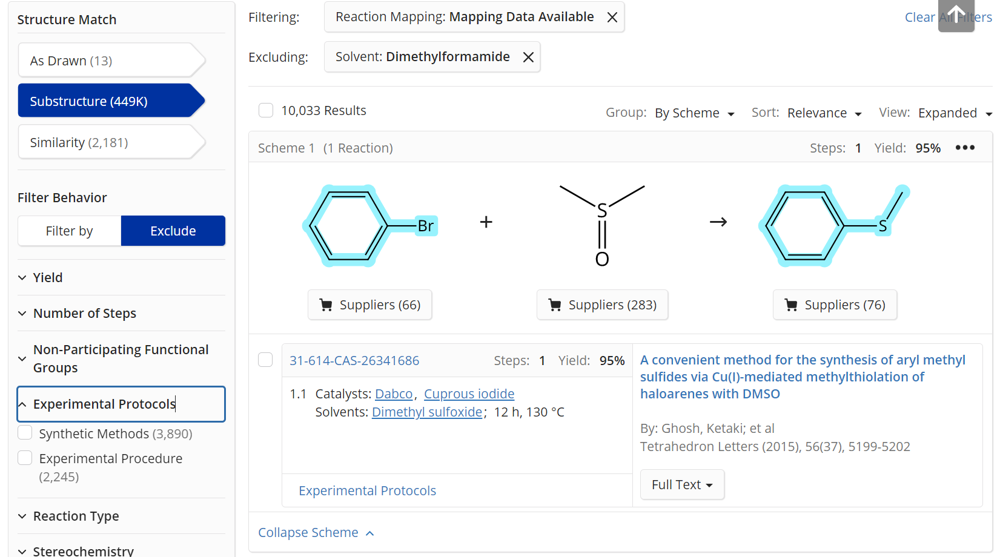 Structure Match
As Drawn (13)
Substructure (449K)
Similarity (2,181)
Filter Behavior
Filter by
Exclude
Yield
Number of Steps
Non-Participating Functional
Groups
Experimental Protocols
Synthetic Methods (3,890)
Experimental Procedure
(2,245)
Reaction Type
Stereochemistry
Filtering:
Reaction Mapping: Mapping Data Available
Clear All Filters
Excluding:
Solvent: Dimethylformamide
10,033 Results
Group: By Scheme
Sort: Relevance
View: Expanded
Scheme 1 (1 Reaction)
Steps: 1 Yield: 95%
Br
+
S
O
→
S
Suppliers (66)
Suppliers (283)
Suppliers (76)
31-614-CAS-26341686
Steps: 1 Yield: 95%
1.1 Catalysts: Dabco, Cuprous iodide
Solvents: Dimethyl sulfoxide; 12 h, 130 °C
Experimental Protocols
A convenient method for the synthesis of aryl methyl
sulfides via Cu(I)-mediated methylthiolation of
haloarenes with DMSO
By: Ghosh, Ketaki; et al
Tetrahedron Letters (2015), 56(37), 5199-5202
Full Text
Collapse Scheme